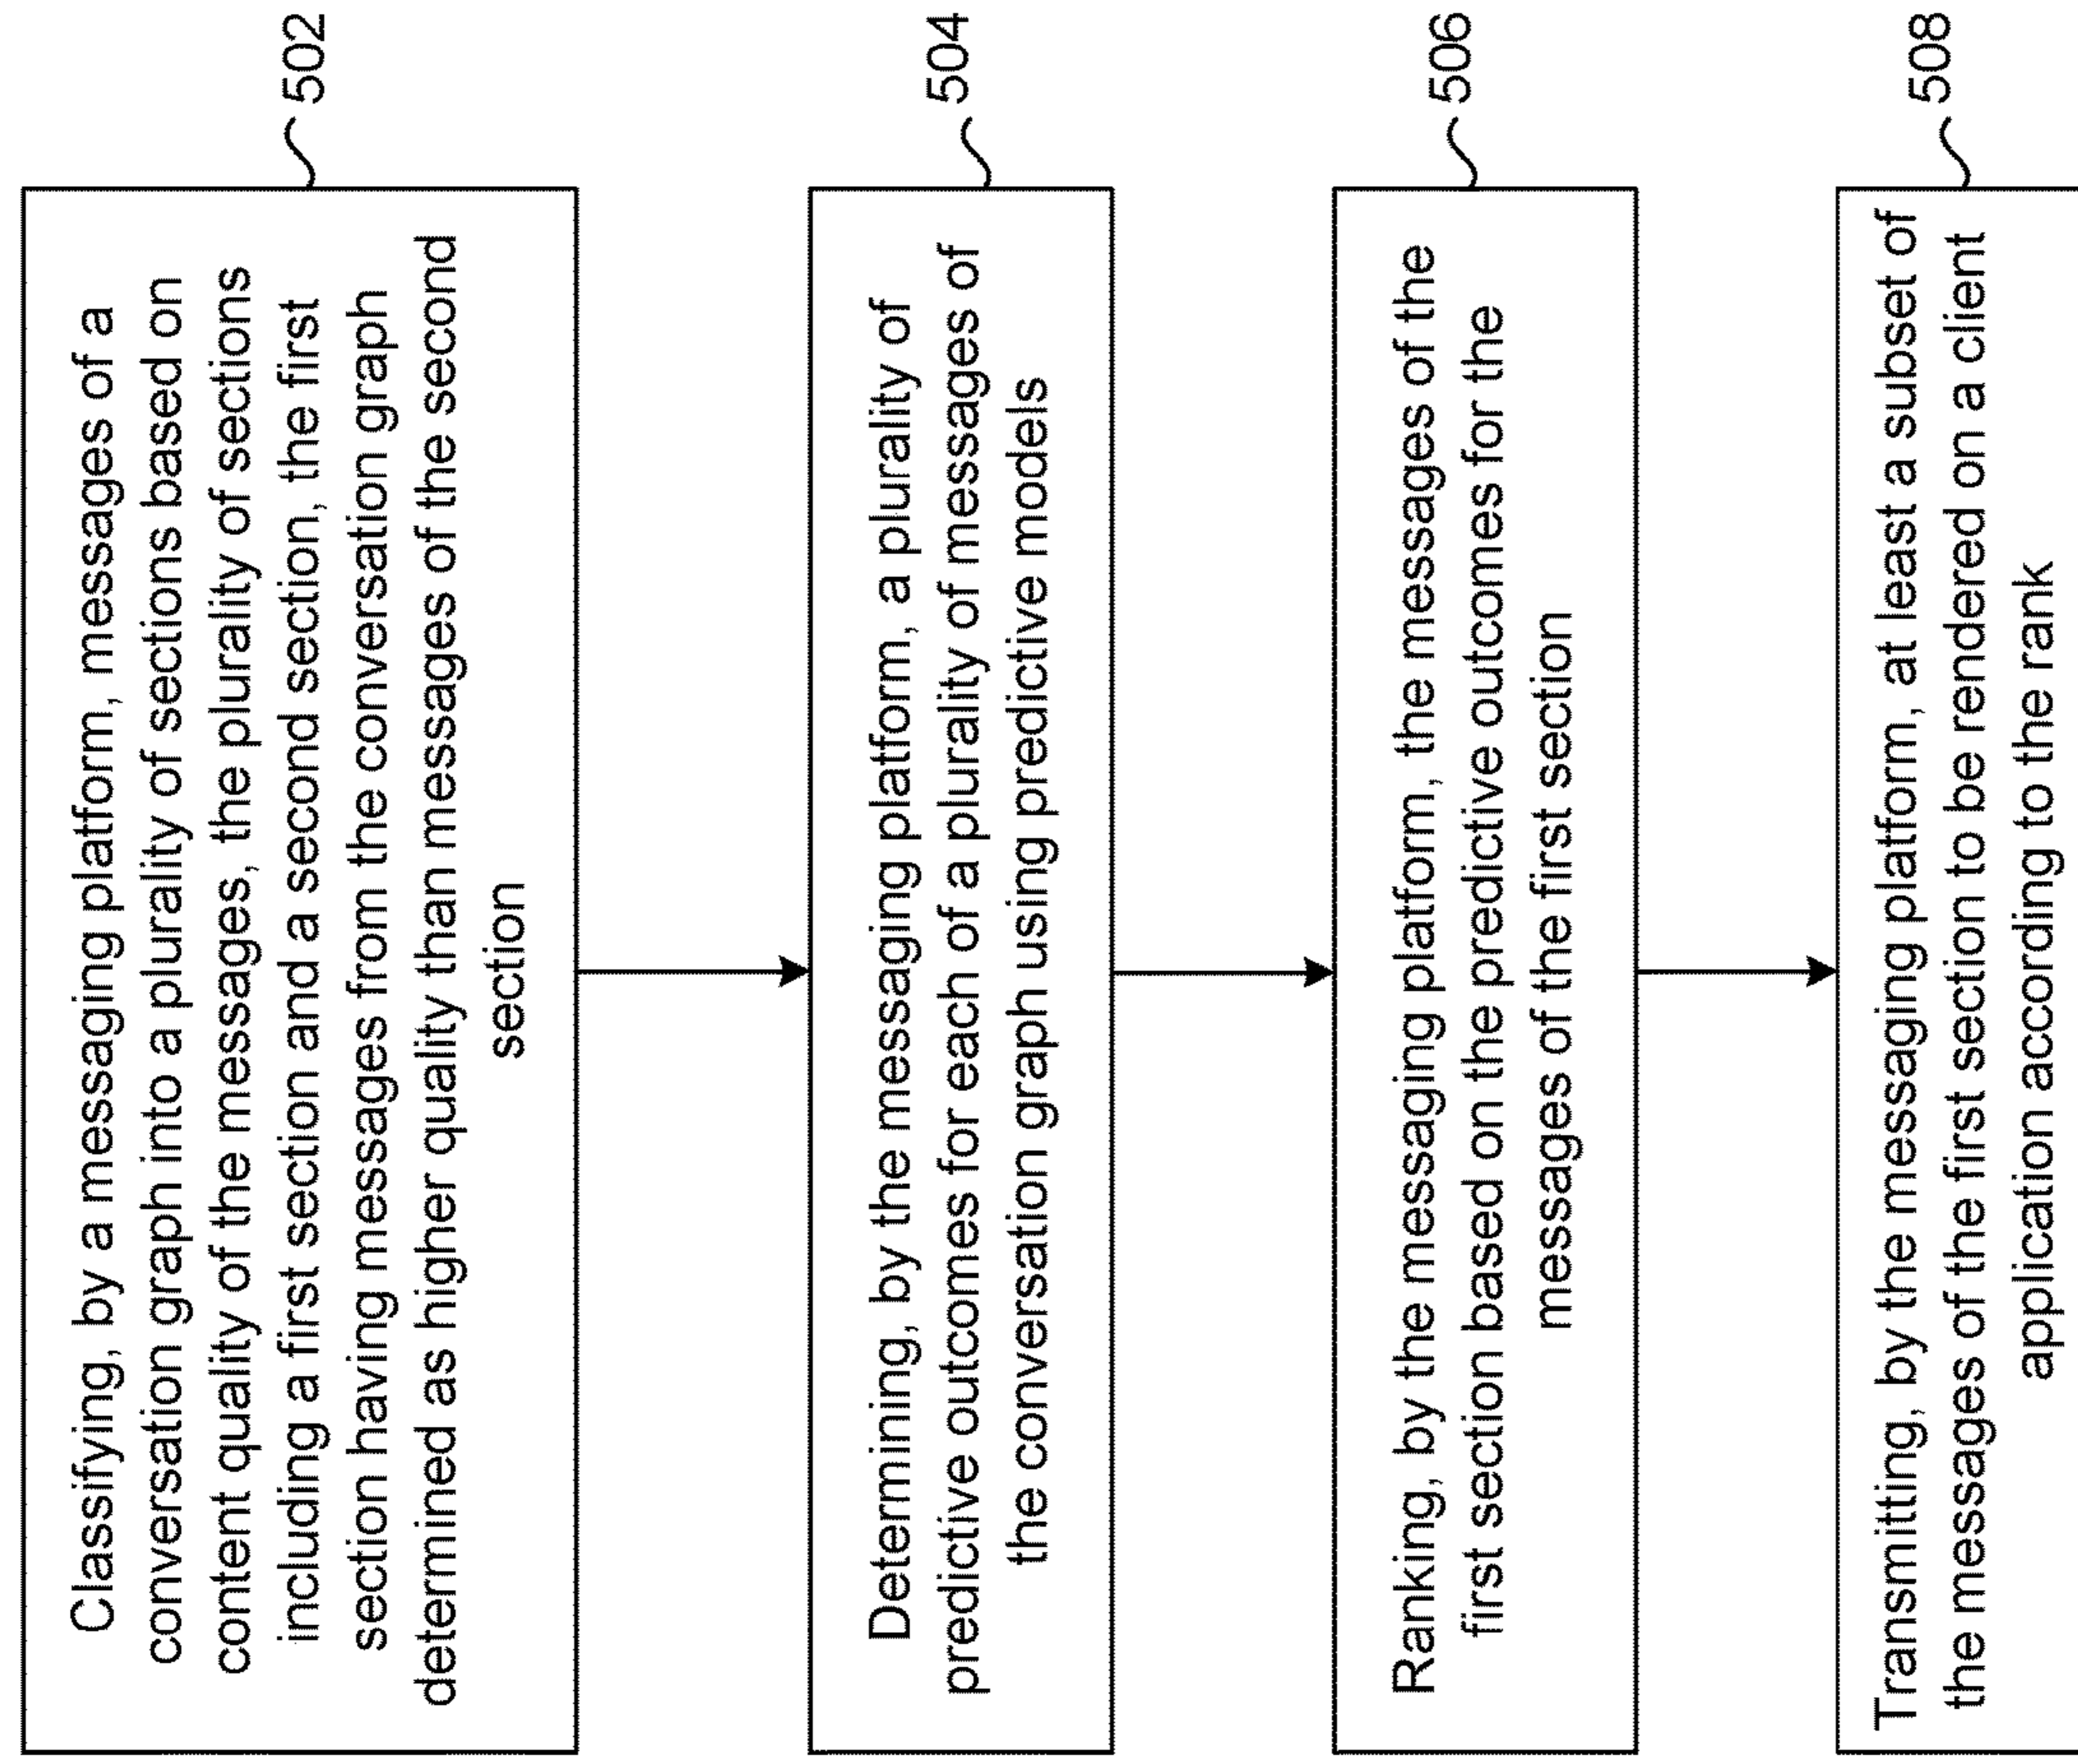 Classifying, by a messaging platform, messages of a
conversation graph into a plurality of sections based on
content quality of the messages, the plurality of sections
including a first section and a second section, the first
section having messages from the conversation graph
determined as higher quality than messages of the second
section
502
Determining, by the messaging platform, a plurality of
predictive outcomes for each of a plurality of messages of
the conversation graph using predictive models
504
Ranking, by the messaging platform, the messages of the
first section based on the predictive outcomes for the
messages of the first section
506
Transmitting, by the messaging platform, at least a subset of
the messages of the first section to be rendered on a client
application according to the rank
508